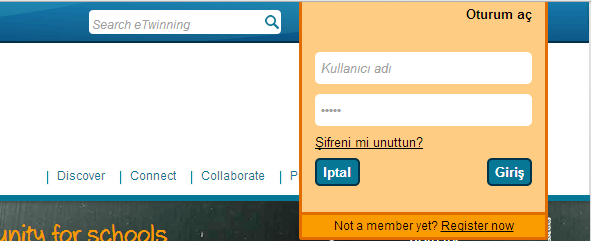 Search eTwinning
Oturum aç
Kullanıcı adı
•••••
Şifreni mi unuttun?
Iptal
Giriş
Discover
Connect
Collaborate
P
unity for schools
Not a member yet? Register now